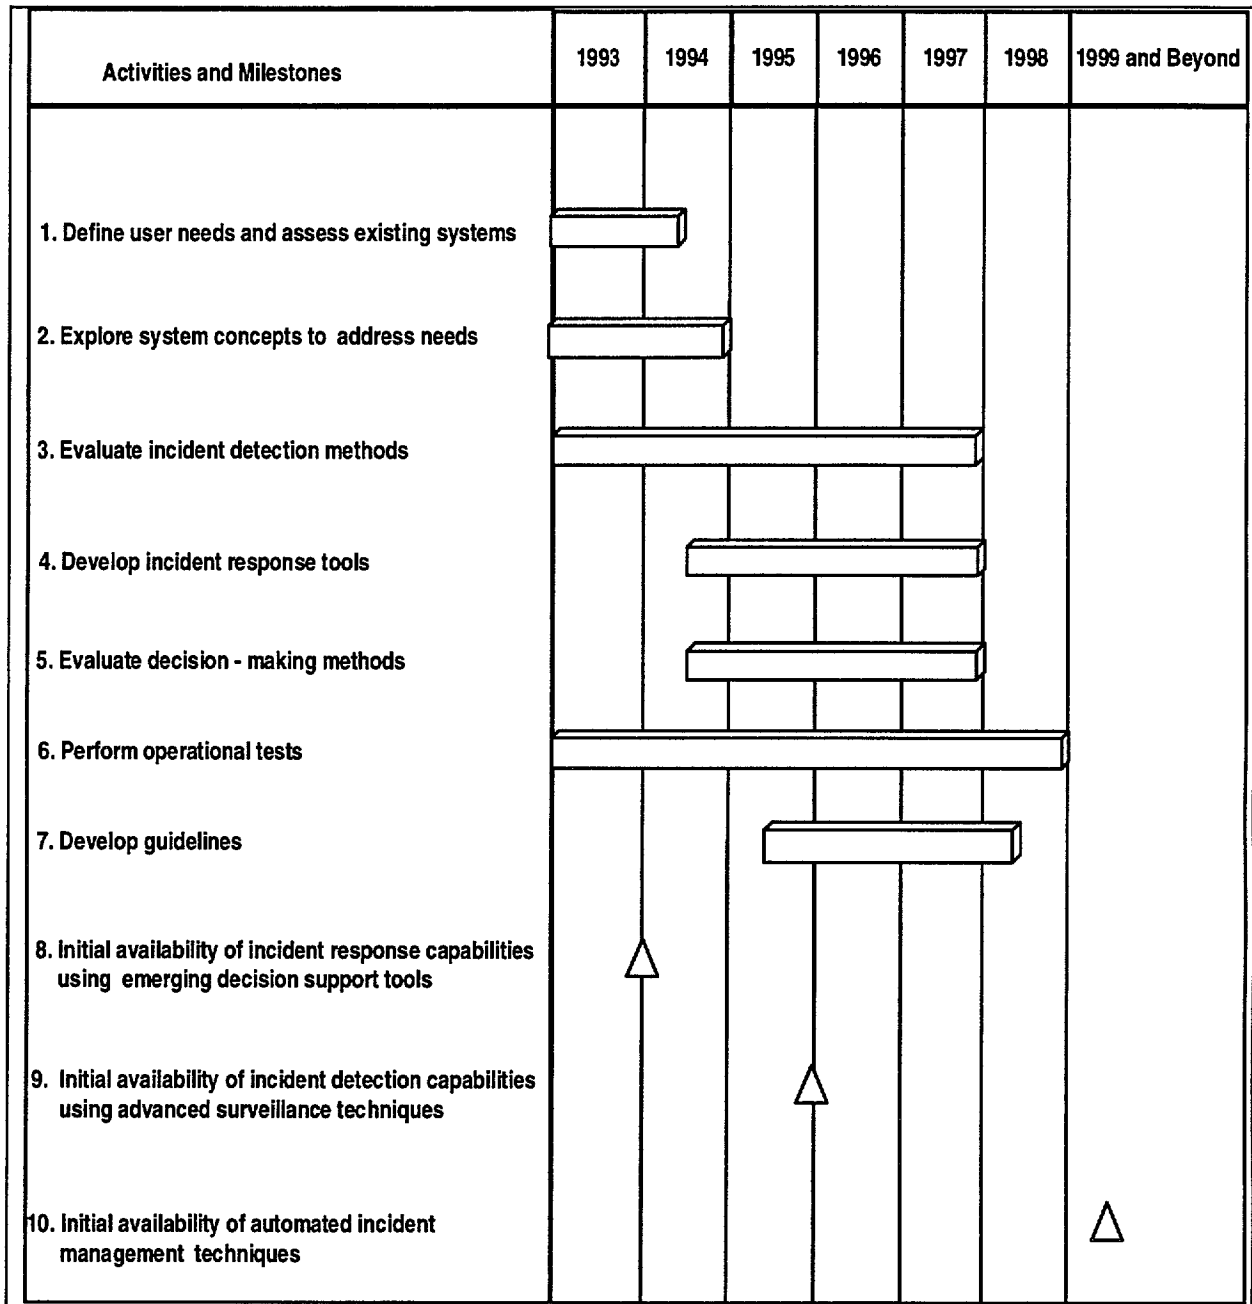 Activities and Milestones
1993
1994
1995
1996
1997
1998
1999 and Beyond
1. Define user needs and assess existing systems
2. Explore system concepts to address needs
3. Evaluate incident detection methods
4. Develop incident response tools
5. Evaluate decision - making methods
6. Perform operational tests
7. Develop guidelines
8. Initial availability of incident response capabilities
using emerging decision support tools
9. Initial availability of incident detection capabilities
using advanced surveillance techniques
10. Initial availability of automated incident
management techniques